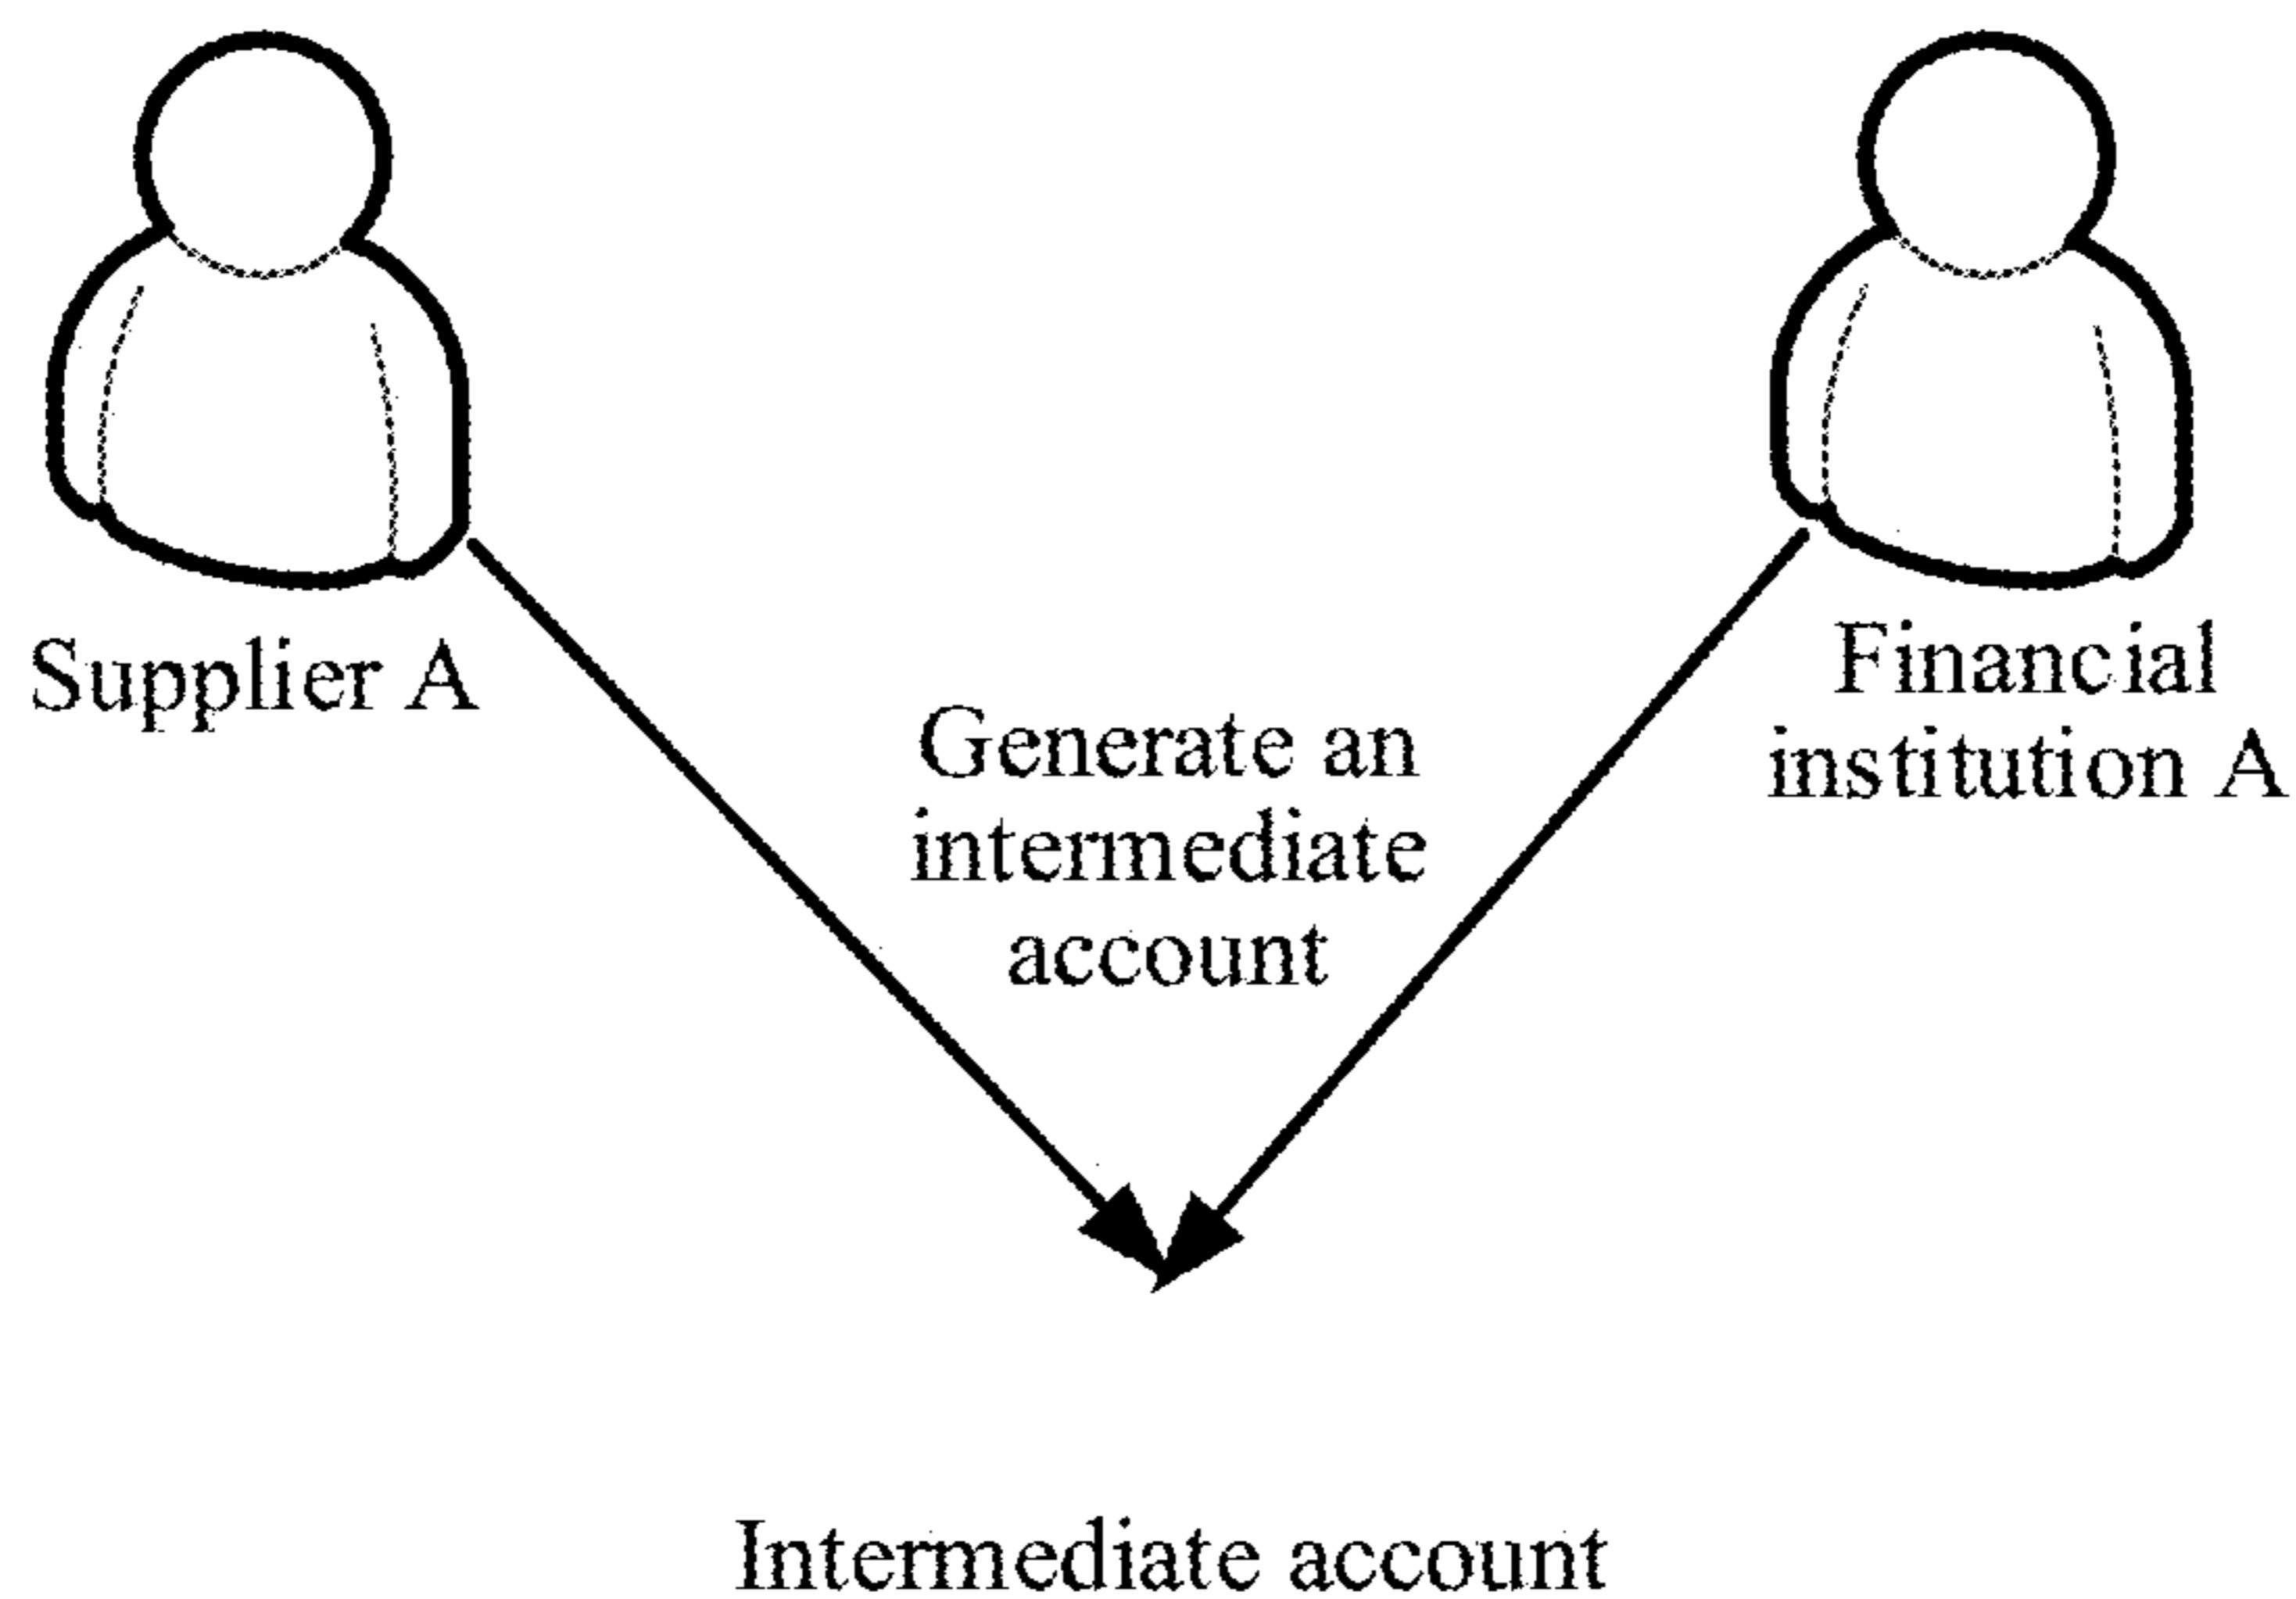 Supplier A
Financial
institution A
Generate an
intermediate
account
Intermediate account